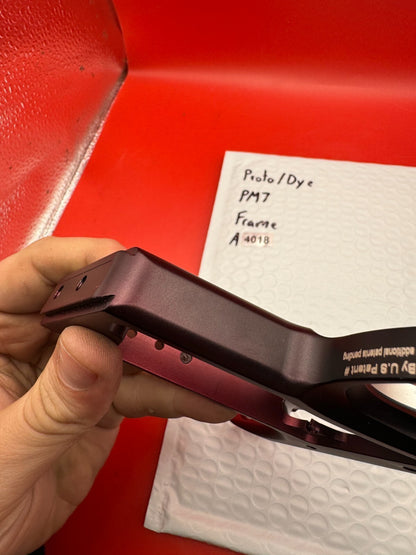 Proto/Dye
PM7
Frame
A 4018
By U.S Patent #
additional patents pending